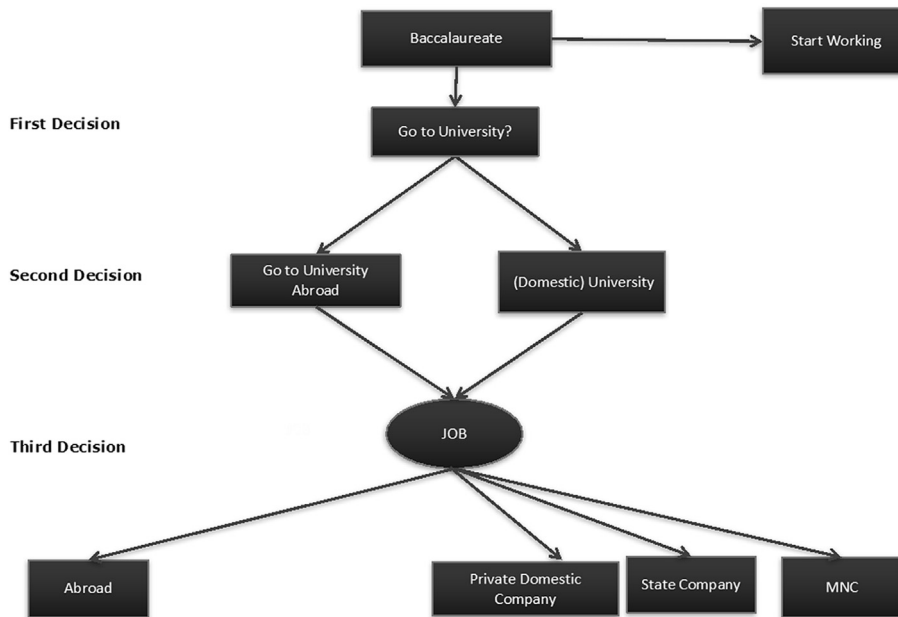 Baccalaureate
Start Working
First Decision
Go to University?
Second Decision
Go to University
Abroad
(Domestic) University
Third Decision
JOB
Abroad
Private Domestic
Company
State Company
MNC